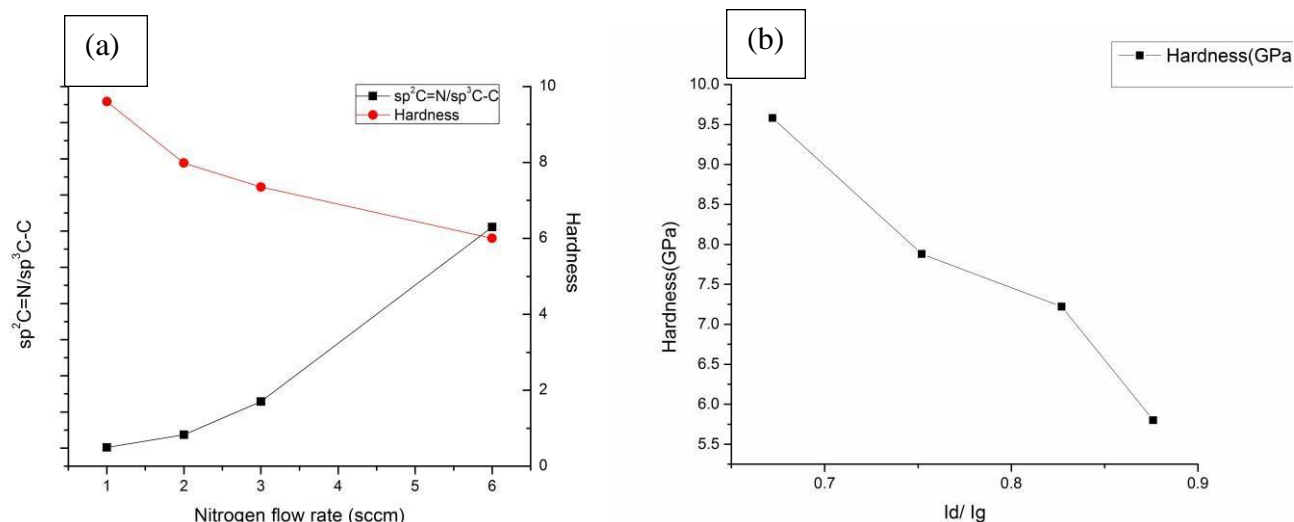 (a)
sp²C=N/sp³C-C
Hardness
sp²C=N/sp³C-C
10
8
6
4
2
0
Hardness
1 2 3 4 5 6
Nitrogen flow rate (sccm)
(b)
Hardness(GPa
10.0
9.5
9.0
8.5
8.0
7.5
7.0
6.5
6.0
5.5
Hardness(GPa)
0.7 0.8 0.9
Id/ Ig